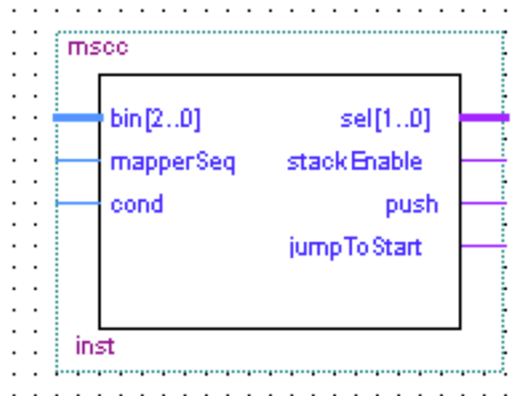 mscc
bin[2..0] sel[1..0]
mapperSeq stackEnable
cond push
jumpToStart
inst